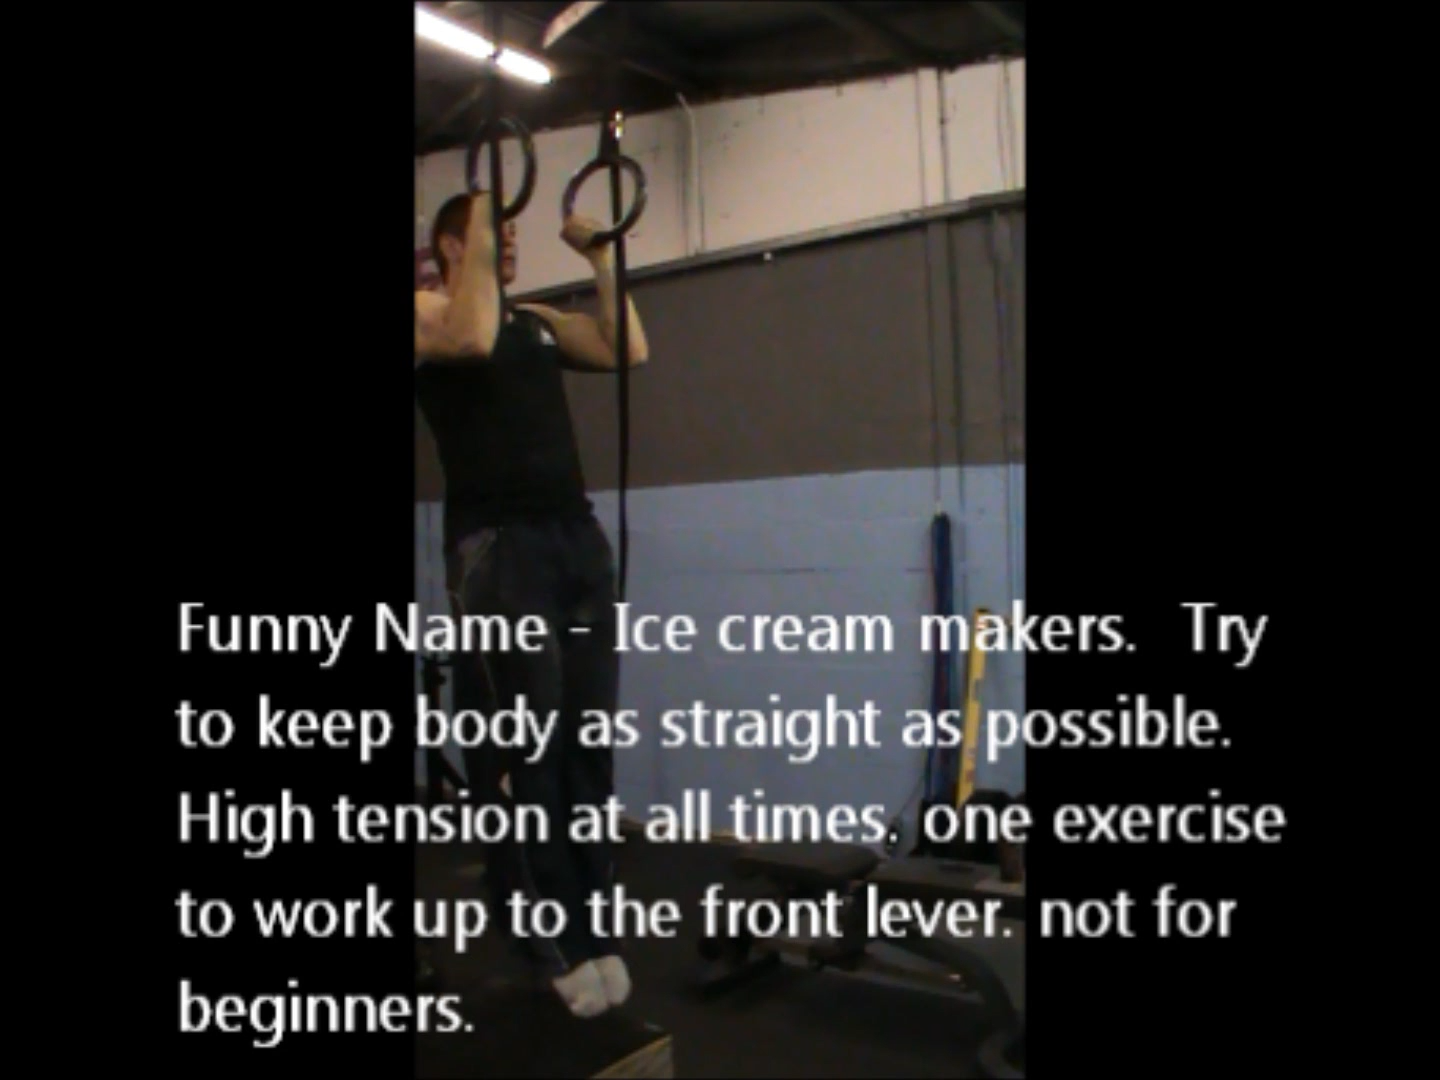 Funny Name - Ice cream makers.  Try
to keep body as straight as possible.
High tension at all times. one exercise
to work up to the front lever. not for
beginners.